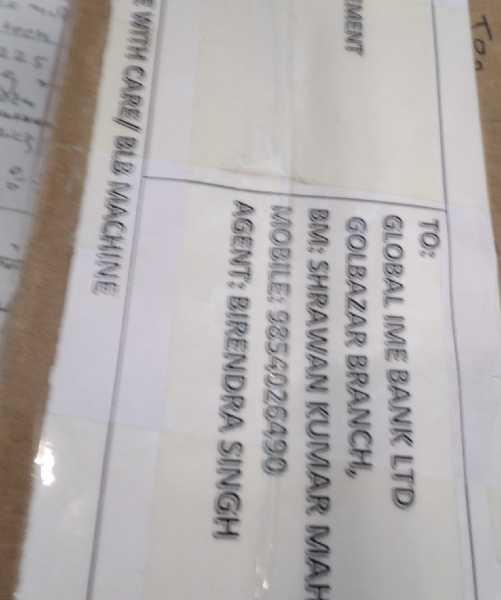 TO:
GLOBAL IME BANK LTD
GOLBAZAR BRANCH,
BM: SHRAWAN KUMAR MAH
MOBILE: 9854026490
AGENT: BIRENDRA SINGH
MENT
E WITH CARE/ BLB MACHINE